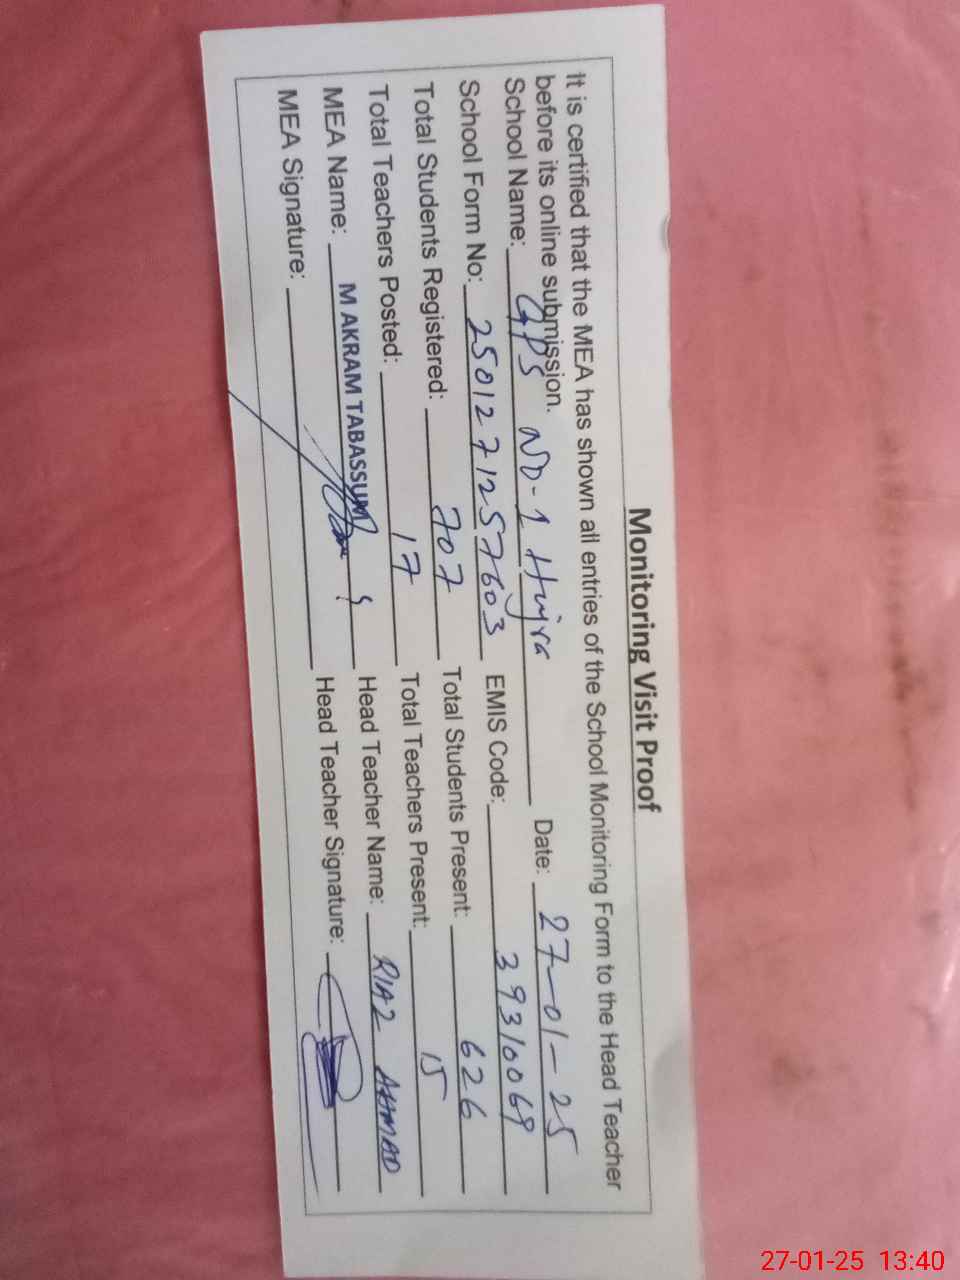 Monitoring Visit Proof
It is certified that the MEA has shown all entries of the School Monitoring Form to the Head Teacher
before its online submission.
School Name: GPS NO-1 Hujra Date: 27-01-25
School Form No: 2501271257603 EMIS Code: 39310069
Total Students Registered: 707 Total Students Present: 626
Total Teachers Posted: 17 Total Teachers Present: 15
MEA Name: M AKRAM TABASSUM Head Teacher Name: RIAZ AHMAD
MEA Signature: Head Teacher Signature:
27-01-25 13:40